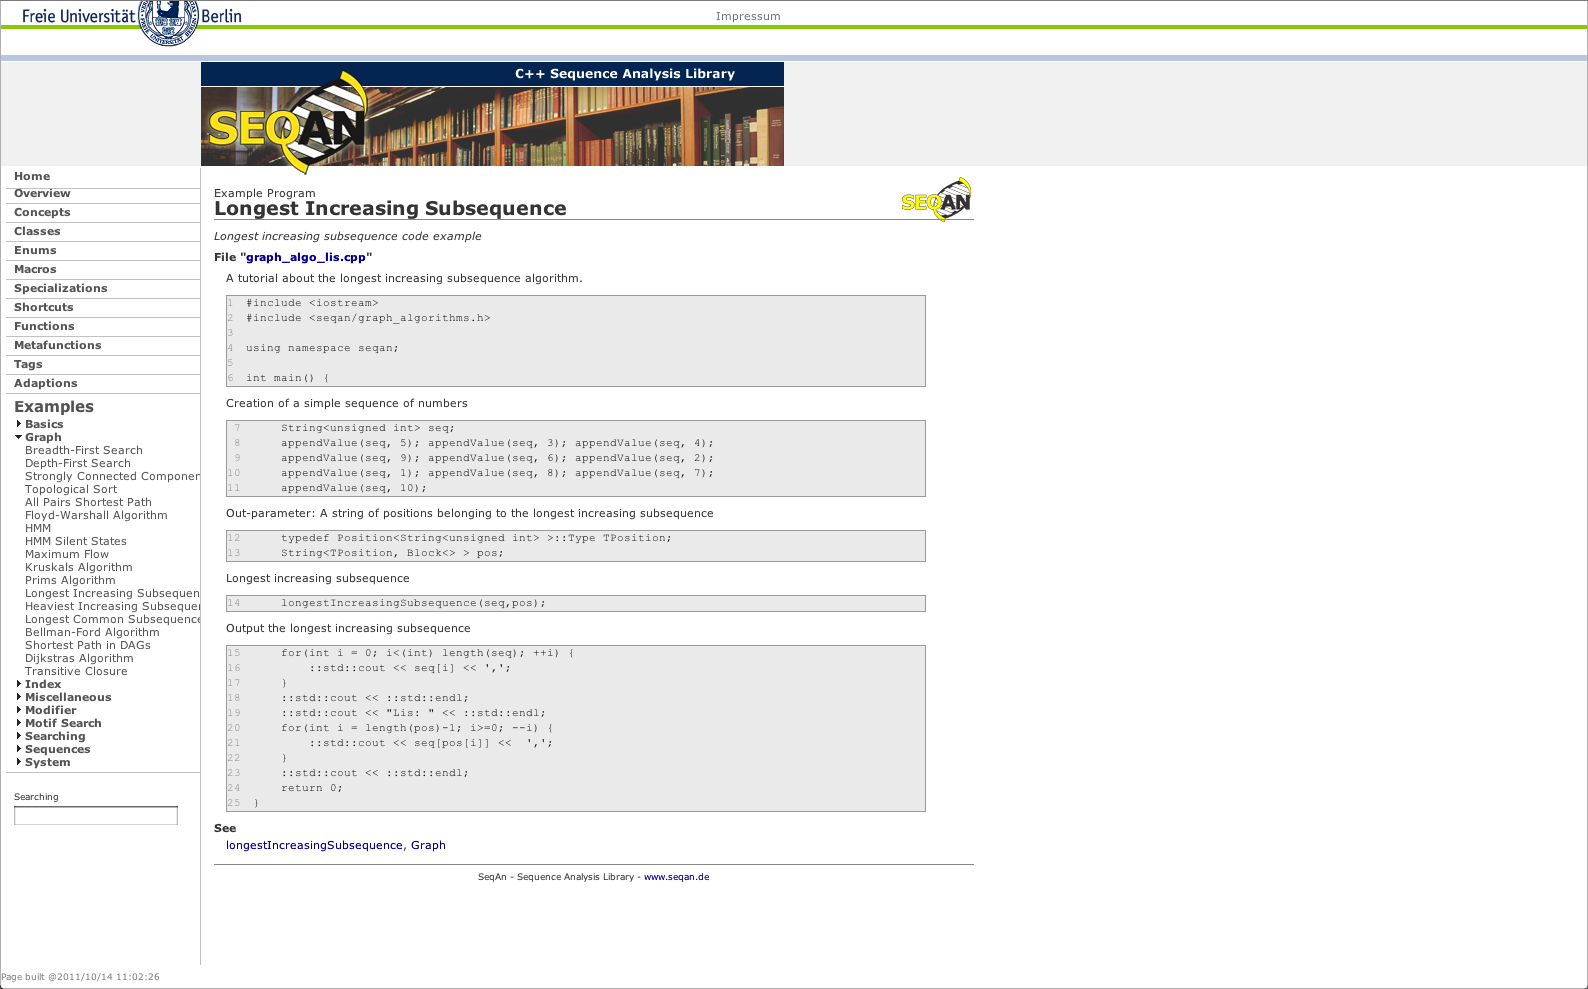 Freie Universität Berlin
Impressum
C++ Sequence Analysis Library
SEQAN
Home
Overview
Concepts
Classes
Enums
Macros
Specializations
Shortcuts
Functions
Metafunctions
Tags
Adaptions
Examples
Basics
Graph
Breadth-First Search
Depth-First Search
Strongly Connected Componen
Topological Sort
All Pairs Shortest Path
Floyd-Warshall Algorithm
HMM
HMM Silent States
Maximum Flow
Kruskals Algorithm
Prims Algorithm
Longest Increasing Subsequen
Heaviest Increasing Subseque
Longest Common Subsequence
Bellman-Ford Algorithm
Shortest Path in DAGs
Dijkstras Algorithm
Transitive Closure
Index
Miscellaneous
Modifier
Motif Search
Searching
Sequences
System
Searching
Example Program
Longest Increasing Subsequence
SEQAN
Longest increasing subsequence code example
File "graph_algo_lis.cpp"
A tutorial about the longest increasing subsequence algorithm.
1 #include <iostream>
2 #include <seqan/graph_algorithms.h>
3
4 using namespace seqan;
5
6 int main() {
Creation of a simple sequence of numbers
7 String<unsigned int> seq;
8 appendValue(seq, 5); appendValue(seq, 3); appendValue(seq, 4);
9 appendValue(seq, 9); appendValue(seq, 6); appendValue(seq, 2);
10 appendValue(seq, 1); appendValue(seq, 8); appendValue(seq, 7);
11 appendValue(seq, 10);
Out-parameter: A string of positions belonging to the longest increasing subsequence
12 typedef Position<String<unsigned int> >::Type TPosition;
13 String<TPosition, Block<> > pos;
Longest increasing subsequence
14 longestIncreasingSubsequence(seq,pos);
Output the longest increasing subsequence
15 for(int i = 0; i<(int) length(seq); ++i) {
16 ::std::cout << seq[i] << ',';
17 }
18 ::std::cout << ::std::endl;
19 ::std::cout << "Lis: " << ::std::endl;
20 for(int i = length(pos)-1; i>=0; --i) {
21 ::std::cout << seq[pos[i]] <<  ',';
22 }
23 ::std::cout << ::std::endl;
24 return 0;
25 }
See
longestIncreasingSubsequence, Graph
SeqAn - Sequence Analysis Library - www.seqan.de
Page built @2011/10/14 11:02:26